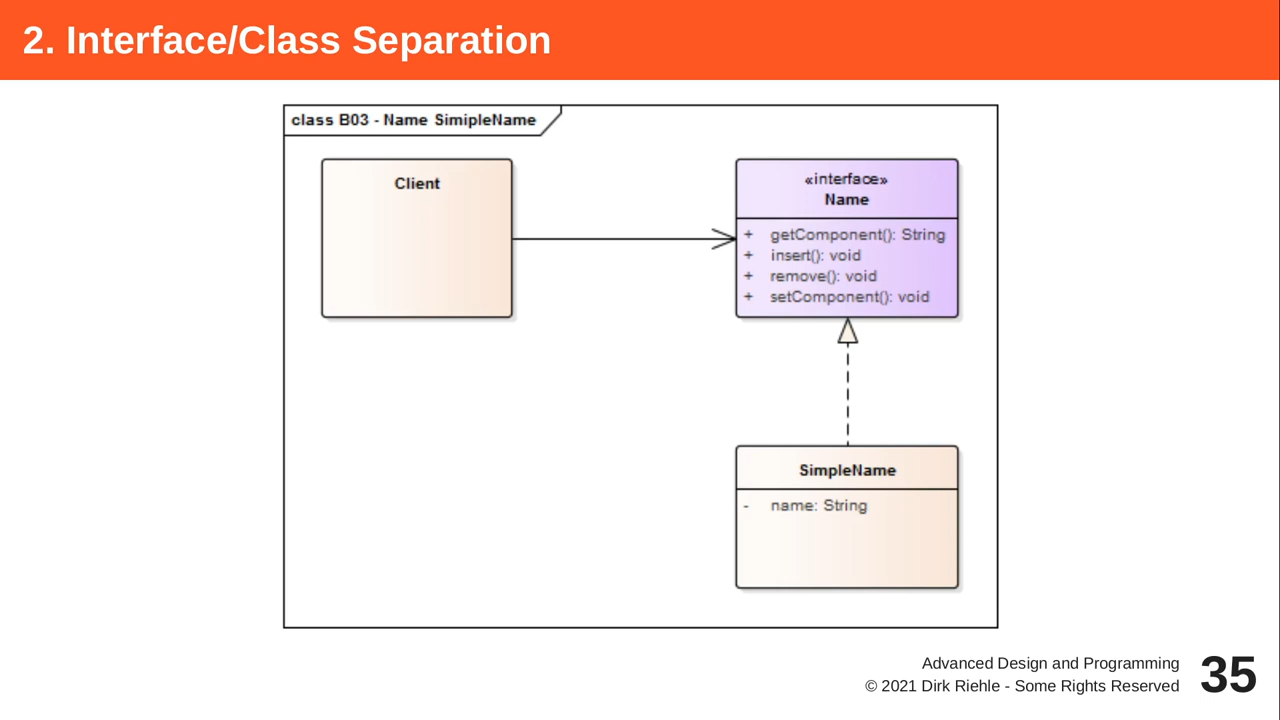 2. Interface/Class Separation
class B03 - Name SimipleName
Client
«interface»
Name
+ getComponent(): String
+ insert(): void
+ remove(): void
+ setComponent(): void
SimpleName
- name: String
Advanced Design and Programming
© 2021 Dirk Riehle - Some Rights Reserved
35